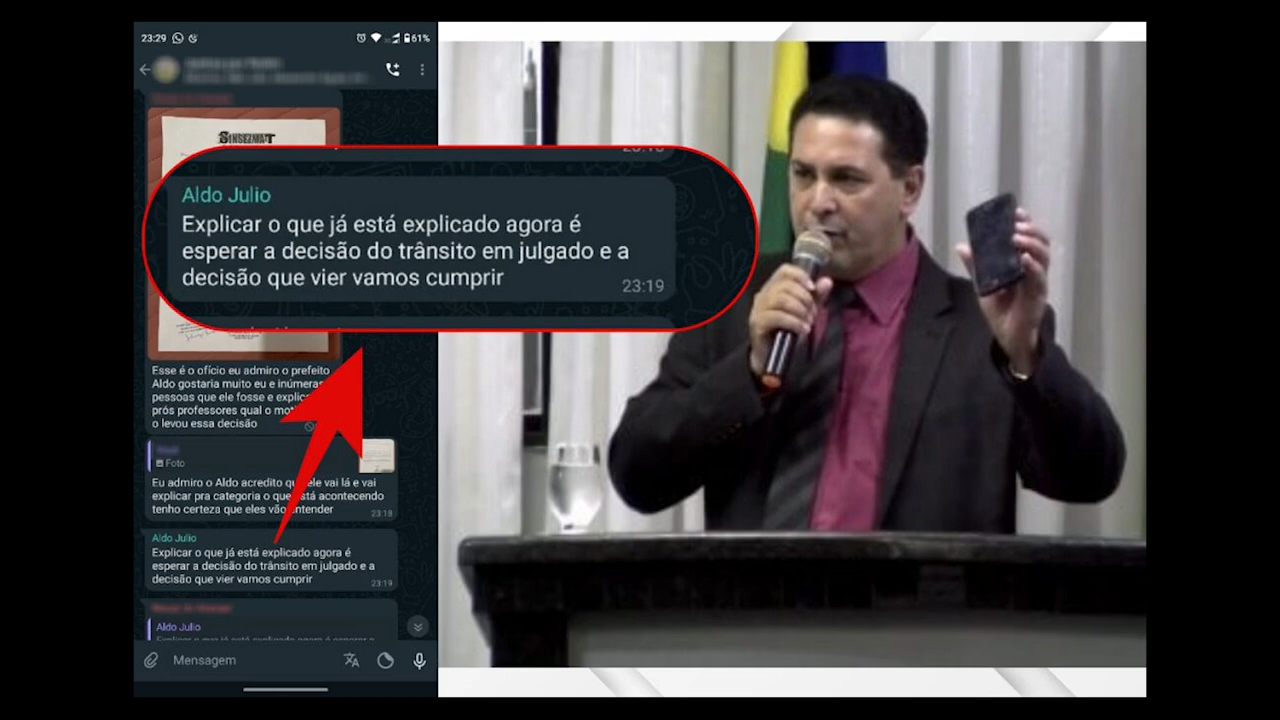 23:29
61%
SINSEZMAT
Aldo Julio
Explicar o que já está explicado agora é
esperar a decisão do trânsito em julgado e a
decisão que vier vamos cumprir
23:19
Esse é o ofício eu admiro o prefeito
Aldo gostaria muito eu e inúmeras
pessoas que ele fosse e
prós professores qual o
o levou essa decisão
Foto
Eu admiro o Aldo acredito que ele vai lá e vai
explicar pra categoria o que está acontecendo
tenho certeza que eles vão entender
23:18
Aldo Julio
Explicar o que já está explicado agora é
esperar a decisão do trânsito em julgado e a
decisão que vier vamos cumprir
23:19
Aldo Julio
Mensagem